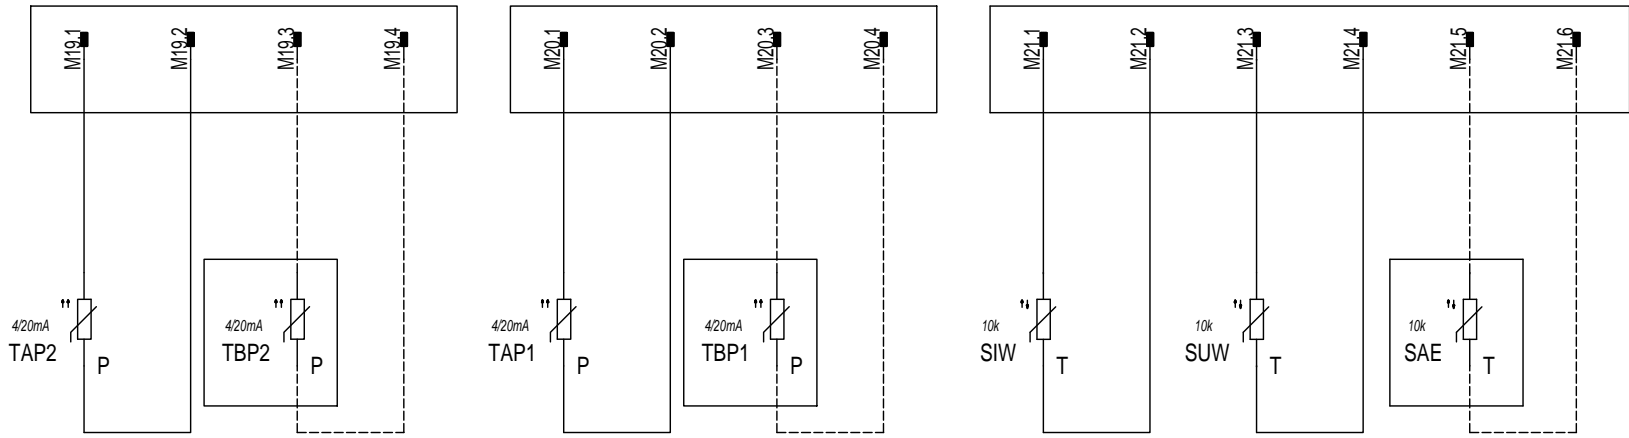 M19.1 M19.2 M19.3 M19.4 M20.1 M20.2 M20.3 M20.4 M21.1 M21.2 M21.3 M21.4 M21.5 M21.6
4/20mA 4/20mA 4/20mA 4/20mA 10k 10k 10k
TAP2 TBP2 TAP1 TBP1 SIW SUW SAE
P P P P T T T